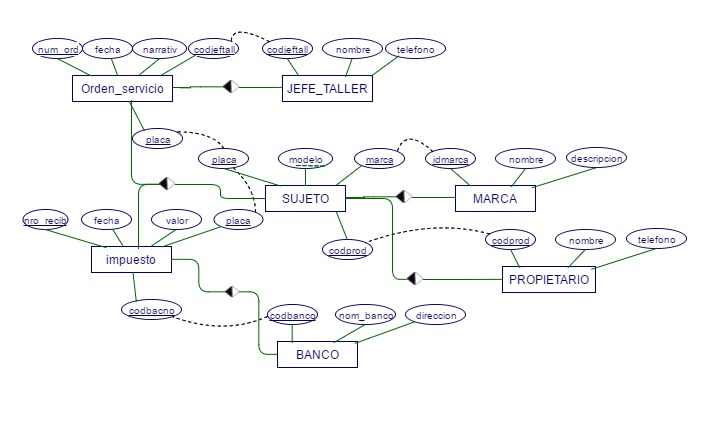 num_ord
fecha
narrativ
codjeftall
codjeftall
nombre
telefono
Orden_servicio
JEFE_TALLER
placa
placa
modelo
marca
idmarca
nombre
descripcion
SUJETO
MARCA
nro_recib
fecha
valor
placa
codprod
codprod
nombre
telefono
impuesto
PROPIETARIO
codbacno
codbanco
nom_banco
direccion
BANCO